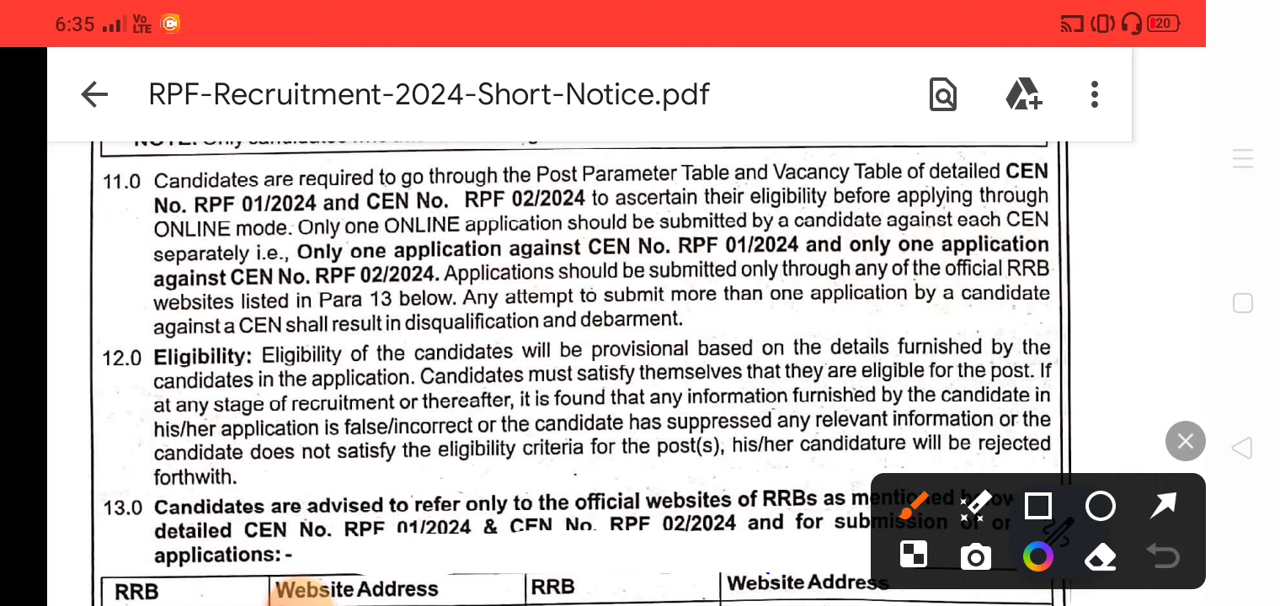 6:35 Vo LTE 20
RPF-Recruitment-2024-Short-Notice.pdf
11.0 Candidates are required to go through the Post Parameter Table and Vacancy Table of detailed CEN
No. RPF 01/2024 and CEN No. RPF 02/2024 to ascertain their eligibility before applying through
ONLINE mode. Only one ONLINE application should be submitted by a candidate against each CEN
separately i.e., Only one application against CEN No. RPF 01/2024 and only one application
against CEN No. RPF 02/2024. Applications should be submitted only through any of the official RRB
websites listed in Para 13 below. Any attempt to submit more than one application by a candidate
against a CEN shall result in disqualification and debarment.
12.0 Eligibility: Eligibility of the candidates will be provisional based on the details furnished by the
candidates in the application. Candidates must satisfy themselves that they are eligible for the post. If
at any stage of recruitment or thereafter, it is found that any information furnished by the candidate in
his/her application is false/incorrect or the candidate has suppressed any relevant information or the
candidate does not satisfy the eligibility criteria for the post(s), his/her candidature will be rejected
forthwith.
13.0 Candidates are advised to refer only to the official websites of RRBs as mentioned below
detailed CEN No. RPF 01/2024 & CEN No. RPF 02/2024 and for submission of
applications: -
RRB Website Address RRB Website Address